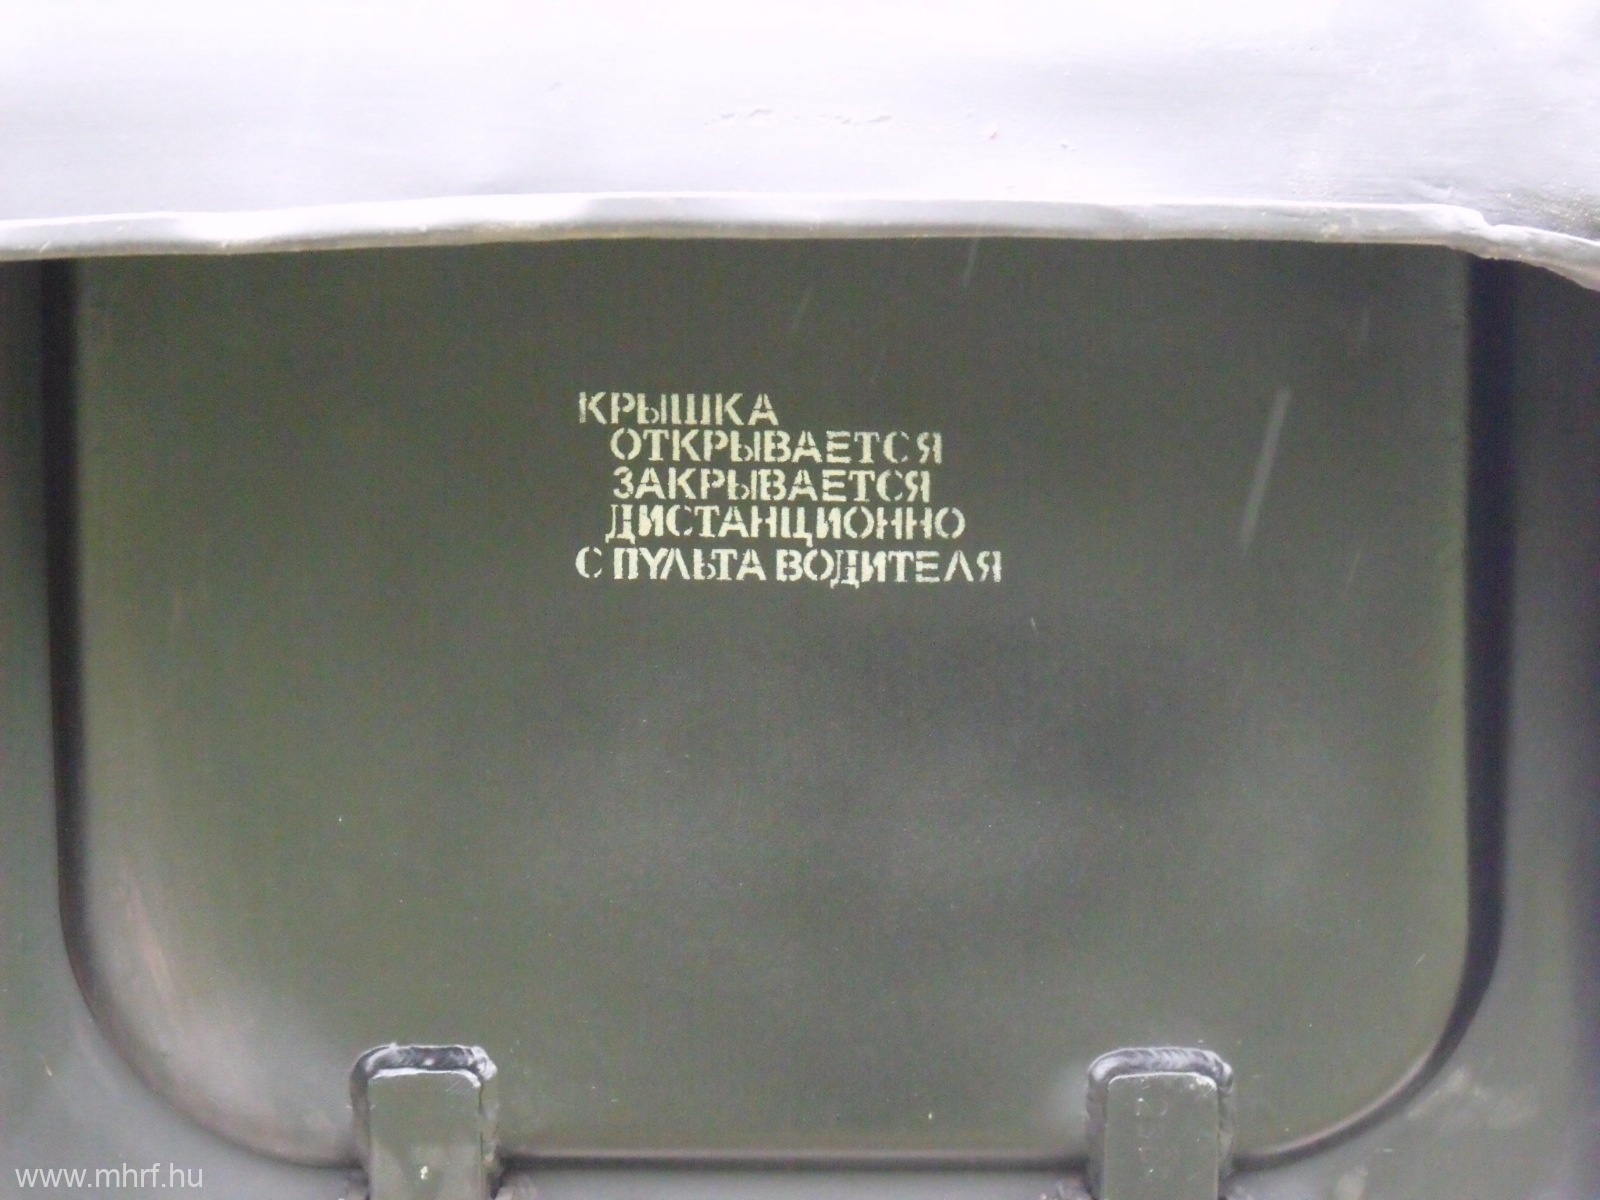 КРЫШКА
ОТКРЫВАЕТСЯ
ЗАКРЫВАЕТСЯ
ДИСТАНЦИОННО
С ПУЛЬТА ВОДИТЕЛЯ
www.mhrf.hu